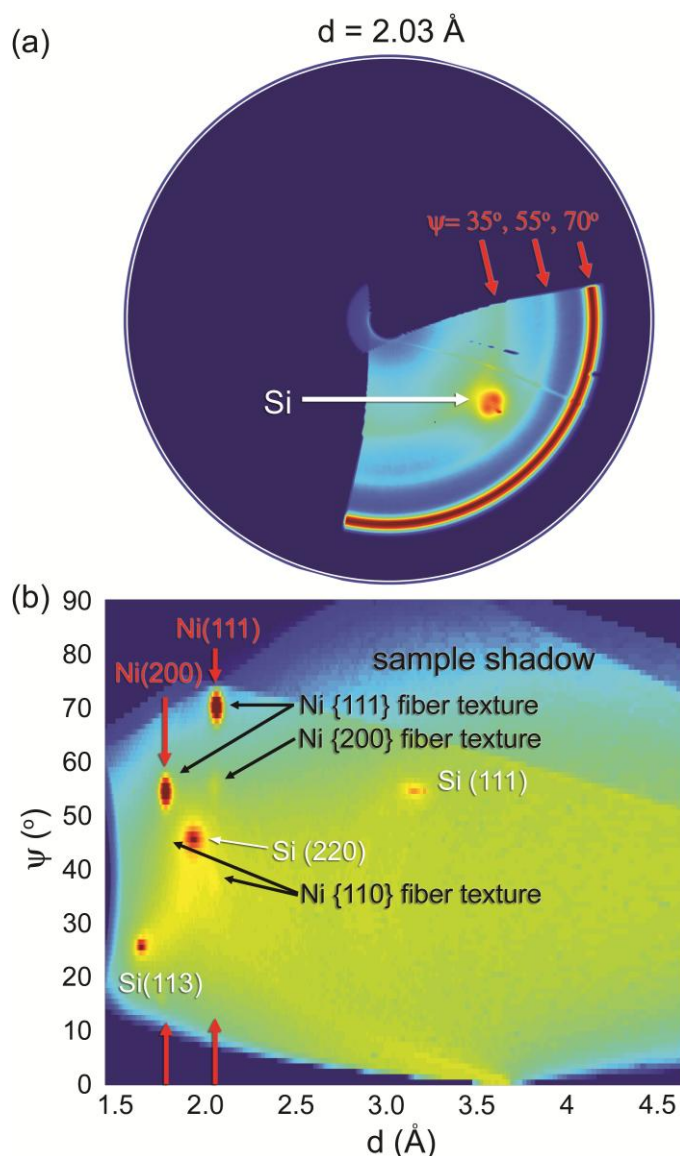 (a)
d = 2.03 Å
ψ= 35º, 55º, 70º
Si
(b)
90
80
70
60
50
40
30
20
10
0
ψ (º)
Ni(111)
Ni(200)
sample shadow
Ni {111} fiber texture
Ni {200} fiber texture
Si (111)
Si (220)
Ni {110} fiber texture
Si(113)
1.5 2.0 2.5 3.0 3.5 4 4.5
d (Å)